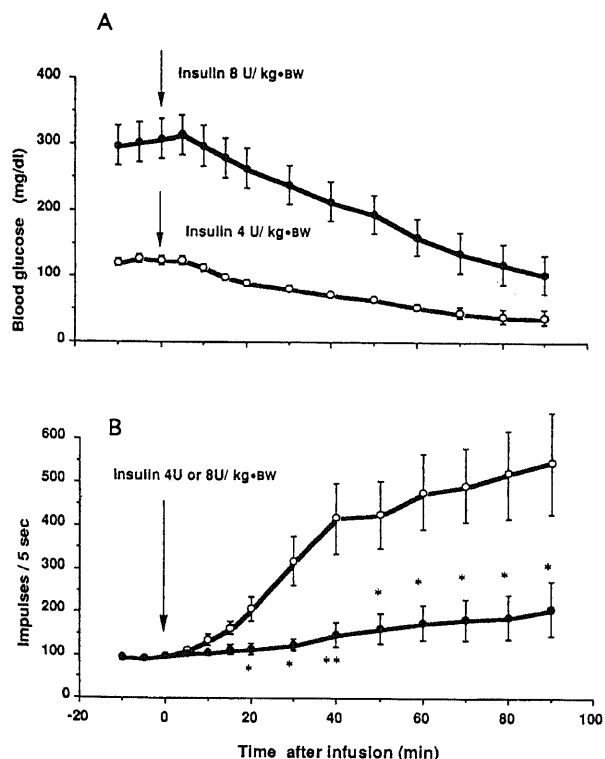 A
Insulin 8 U/ kg•BW
Insulin 4 U/ kg•BW
Blood glucose (mg/dl)
400
300
200
100
0
B
Insulin 4U or 8U/ kg•BW
Impulses / 5 sec
600
500
400
300
200
100
0
* * * * *
* * **
-20 0 20 40 60 80 100
Time after infusion (min)